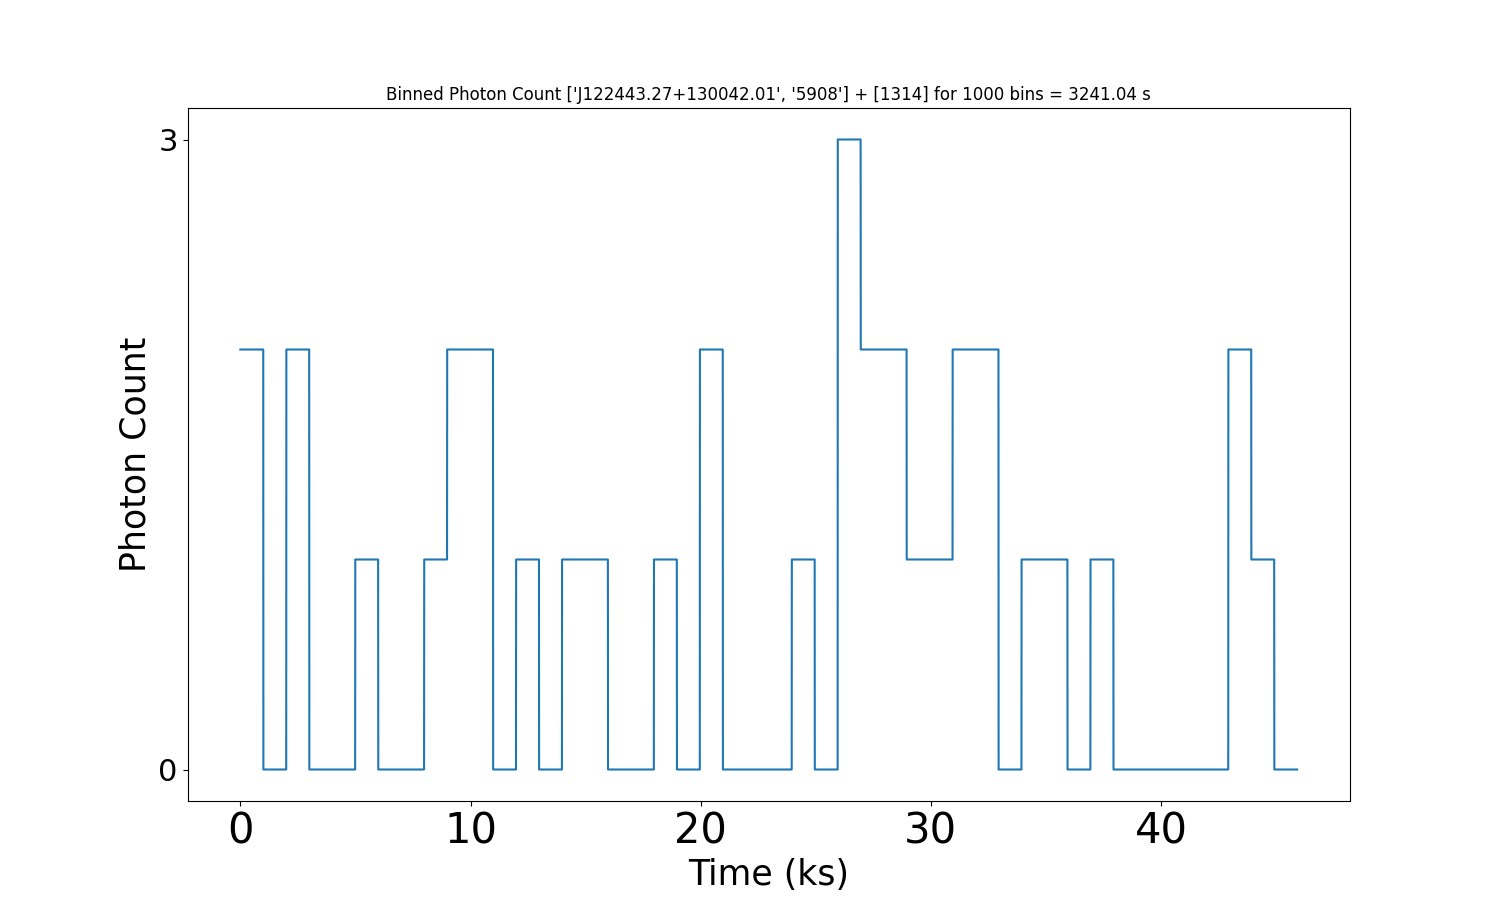 Binned Photon Count ['J122443.27+130042.01', '5908'] + [1314] for 1000 bins = 3241.04 s
3
Photon Count
0
0 10 20 30 40
Time (ks)